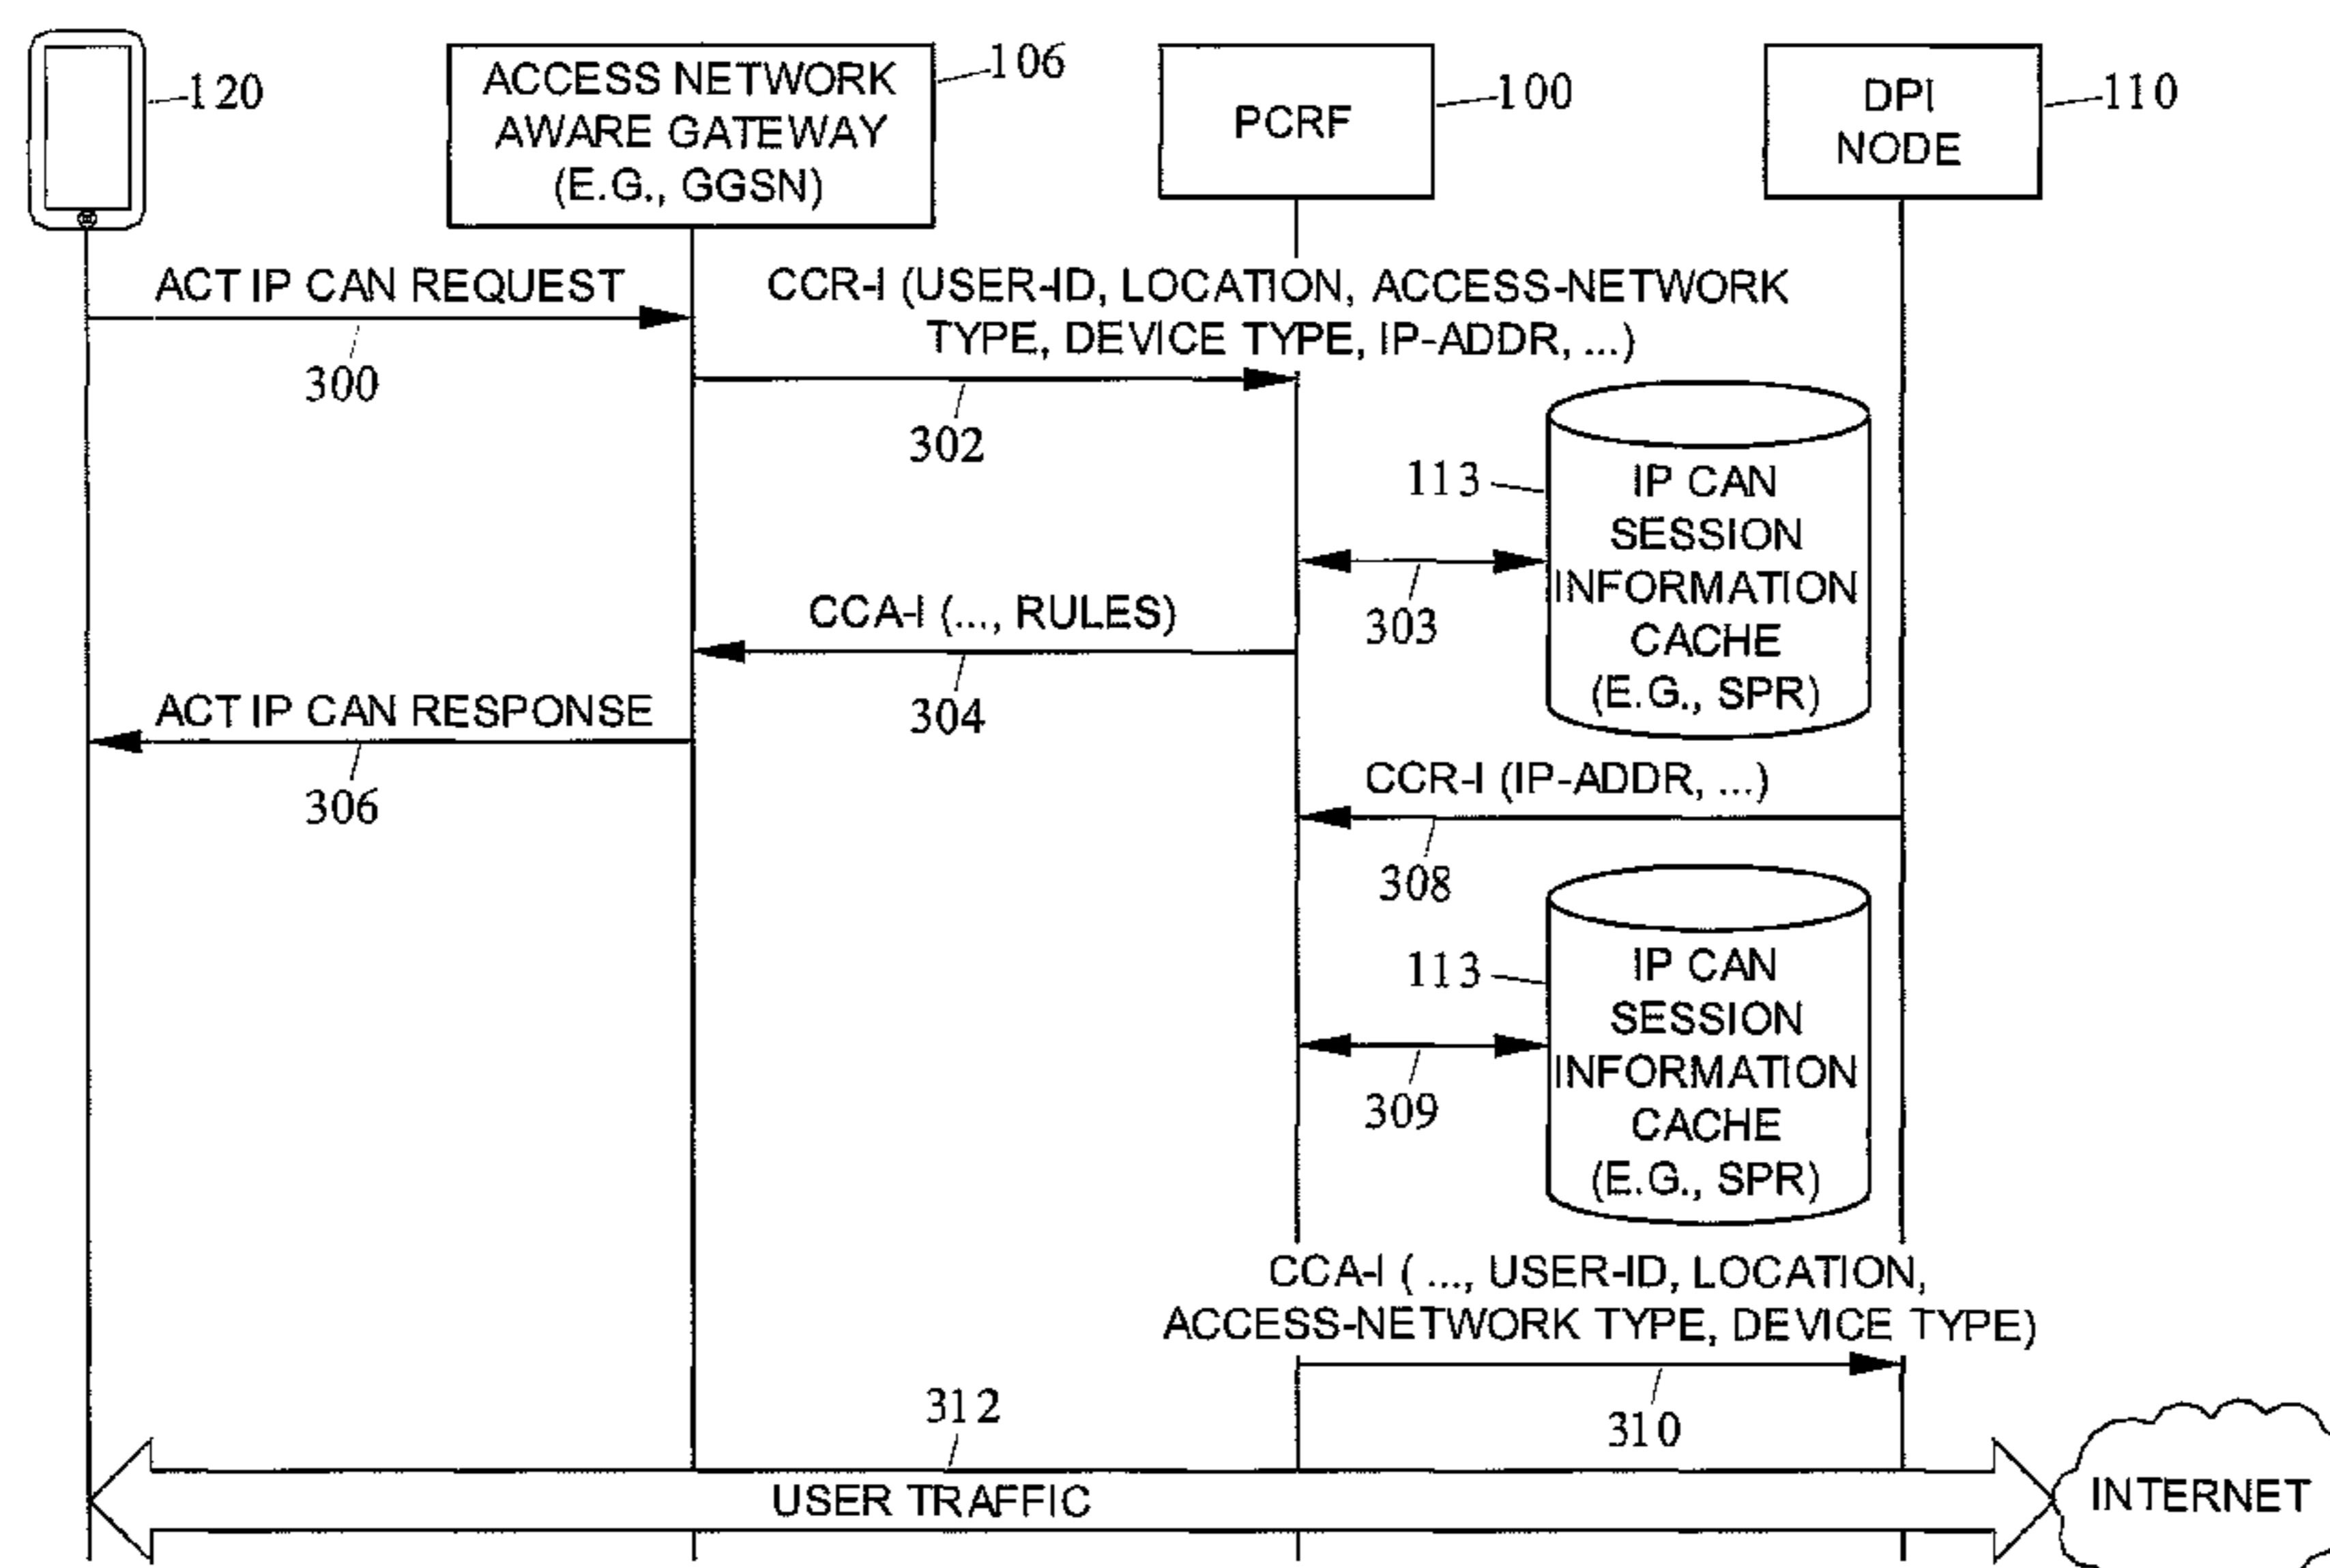 120
ACCESS NETWORK
AWARE GATEWAY
(E.G., GGSN)
106
PCRF
100
DPI
NODE
110
ACT IP CAN REQUEST
300
CCR-I (USER-ID, LOCATION, ACCESS-NETWORK
TYPE, DEVICE TYPE, IP-ADDR, ...)
302
113
IP CAN
SESSION
INFORMATION
CACHE
(E.G., SPR)
303
CCA-I (..., RULES)
304
ACT IP CAN RESPONSE
306
CCR-I (IP-ADDR, ...)
308
113
IP CAN
SESSION
INFORMATION
CACHE
(E.G., SPR)
309
CCA-I ( ..., USER-ID, LOCATION,
ACCESS-NETWORK TYPE, DEVICE TYPE)
310
312
USER TRAFFIC
INTERNET